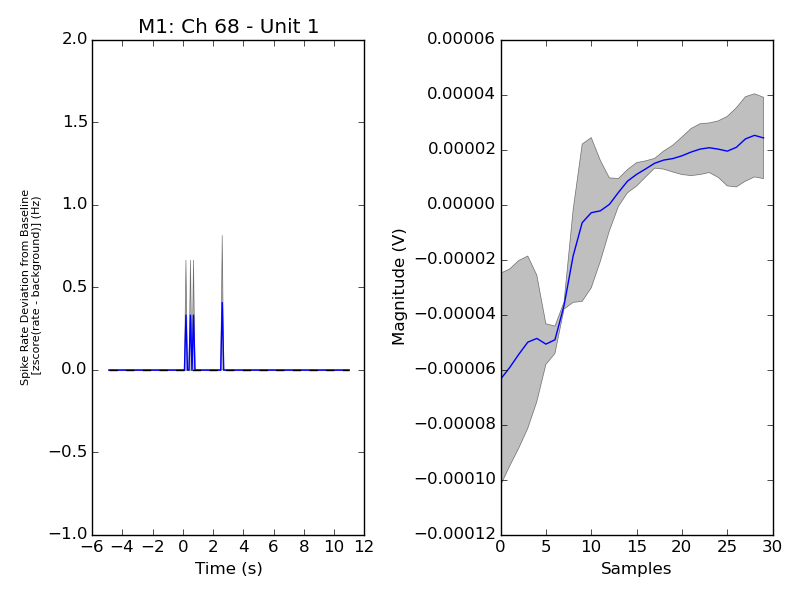 M1: Ch 68 - Unit 1
Spike Rate Deviation from Baseline
[zscore(rate - background)] (Hz)
2.0
1.5
1.0
0.5
0.0
−0.5
−1.0
−6 −4 −2 0 2 4 6 8 10 12
Time (s)
Magnitude (V)
0.00006
0.00004
0.00002
0.00000
−0.00002
−0.00004
−0.00006
−0.00008
−0.00010
−0.00012
0 5 10 15 20 25 30
Samples